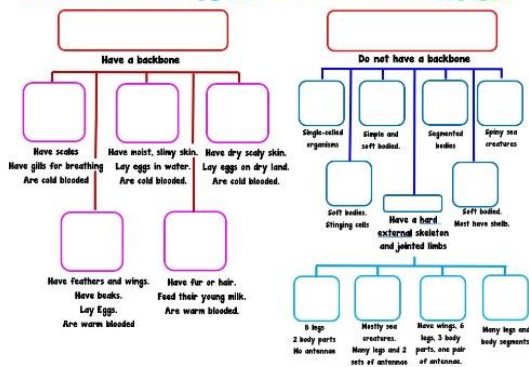 Have a backbone
Do not have a backbone
Have scales
Have gills for breathing
Are cold blooded
Have moist, slimy skin.
Lay eggs in water.
Are cold blooded.
Have dry scaly skin.
Lay eggs on dry land.
Are cold blooded.
Have feathers and wings.
Have beaks.
Lay Eggs.
Are warm blooded
Have fur or hair.
Feed their young milk.
Are warm blooded.
Single-celled
organisms
Simple and
soft bodied.
Segmented
bodies
Spiny sea
creatures
Soft bodies.
Stinging cells
Have a hard
external skeleton
and jointed limbs
Soft bodied.
Most have shells.
8 legs
2 body parts
No antennae
Mostly sea
creatures.
Many legs and 2
sets of antennae
Have wings, 6
legs, 3 body
parts, one pair
of antennae.
Many legs and
body segments